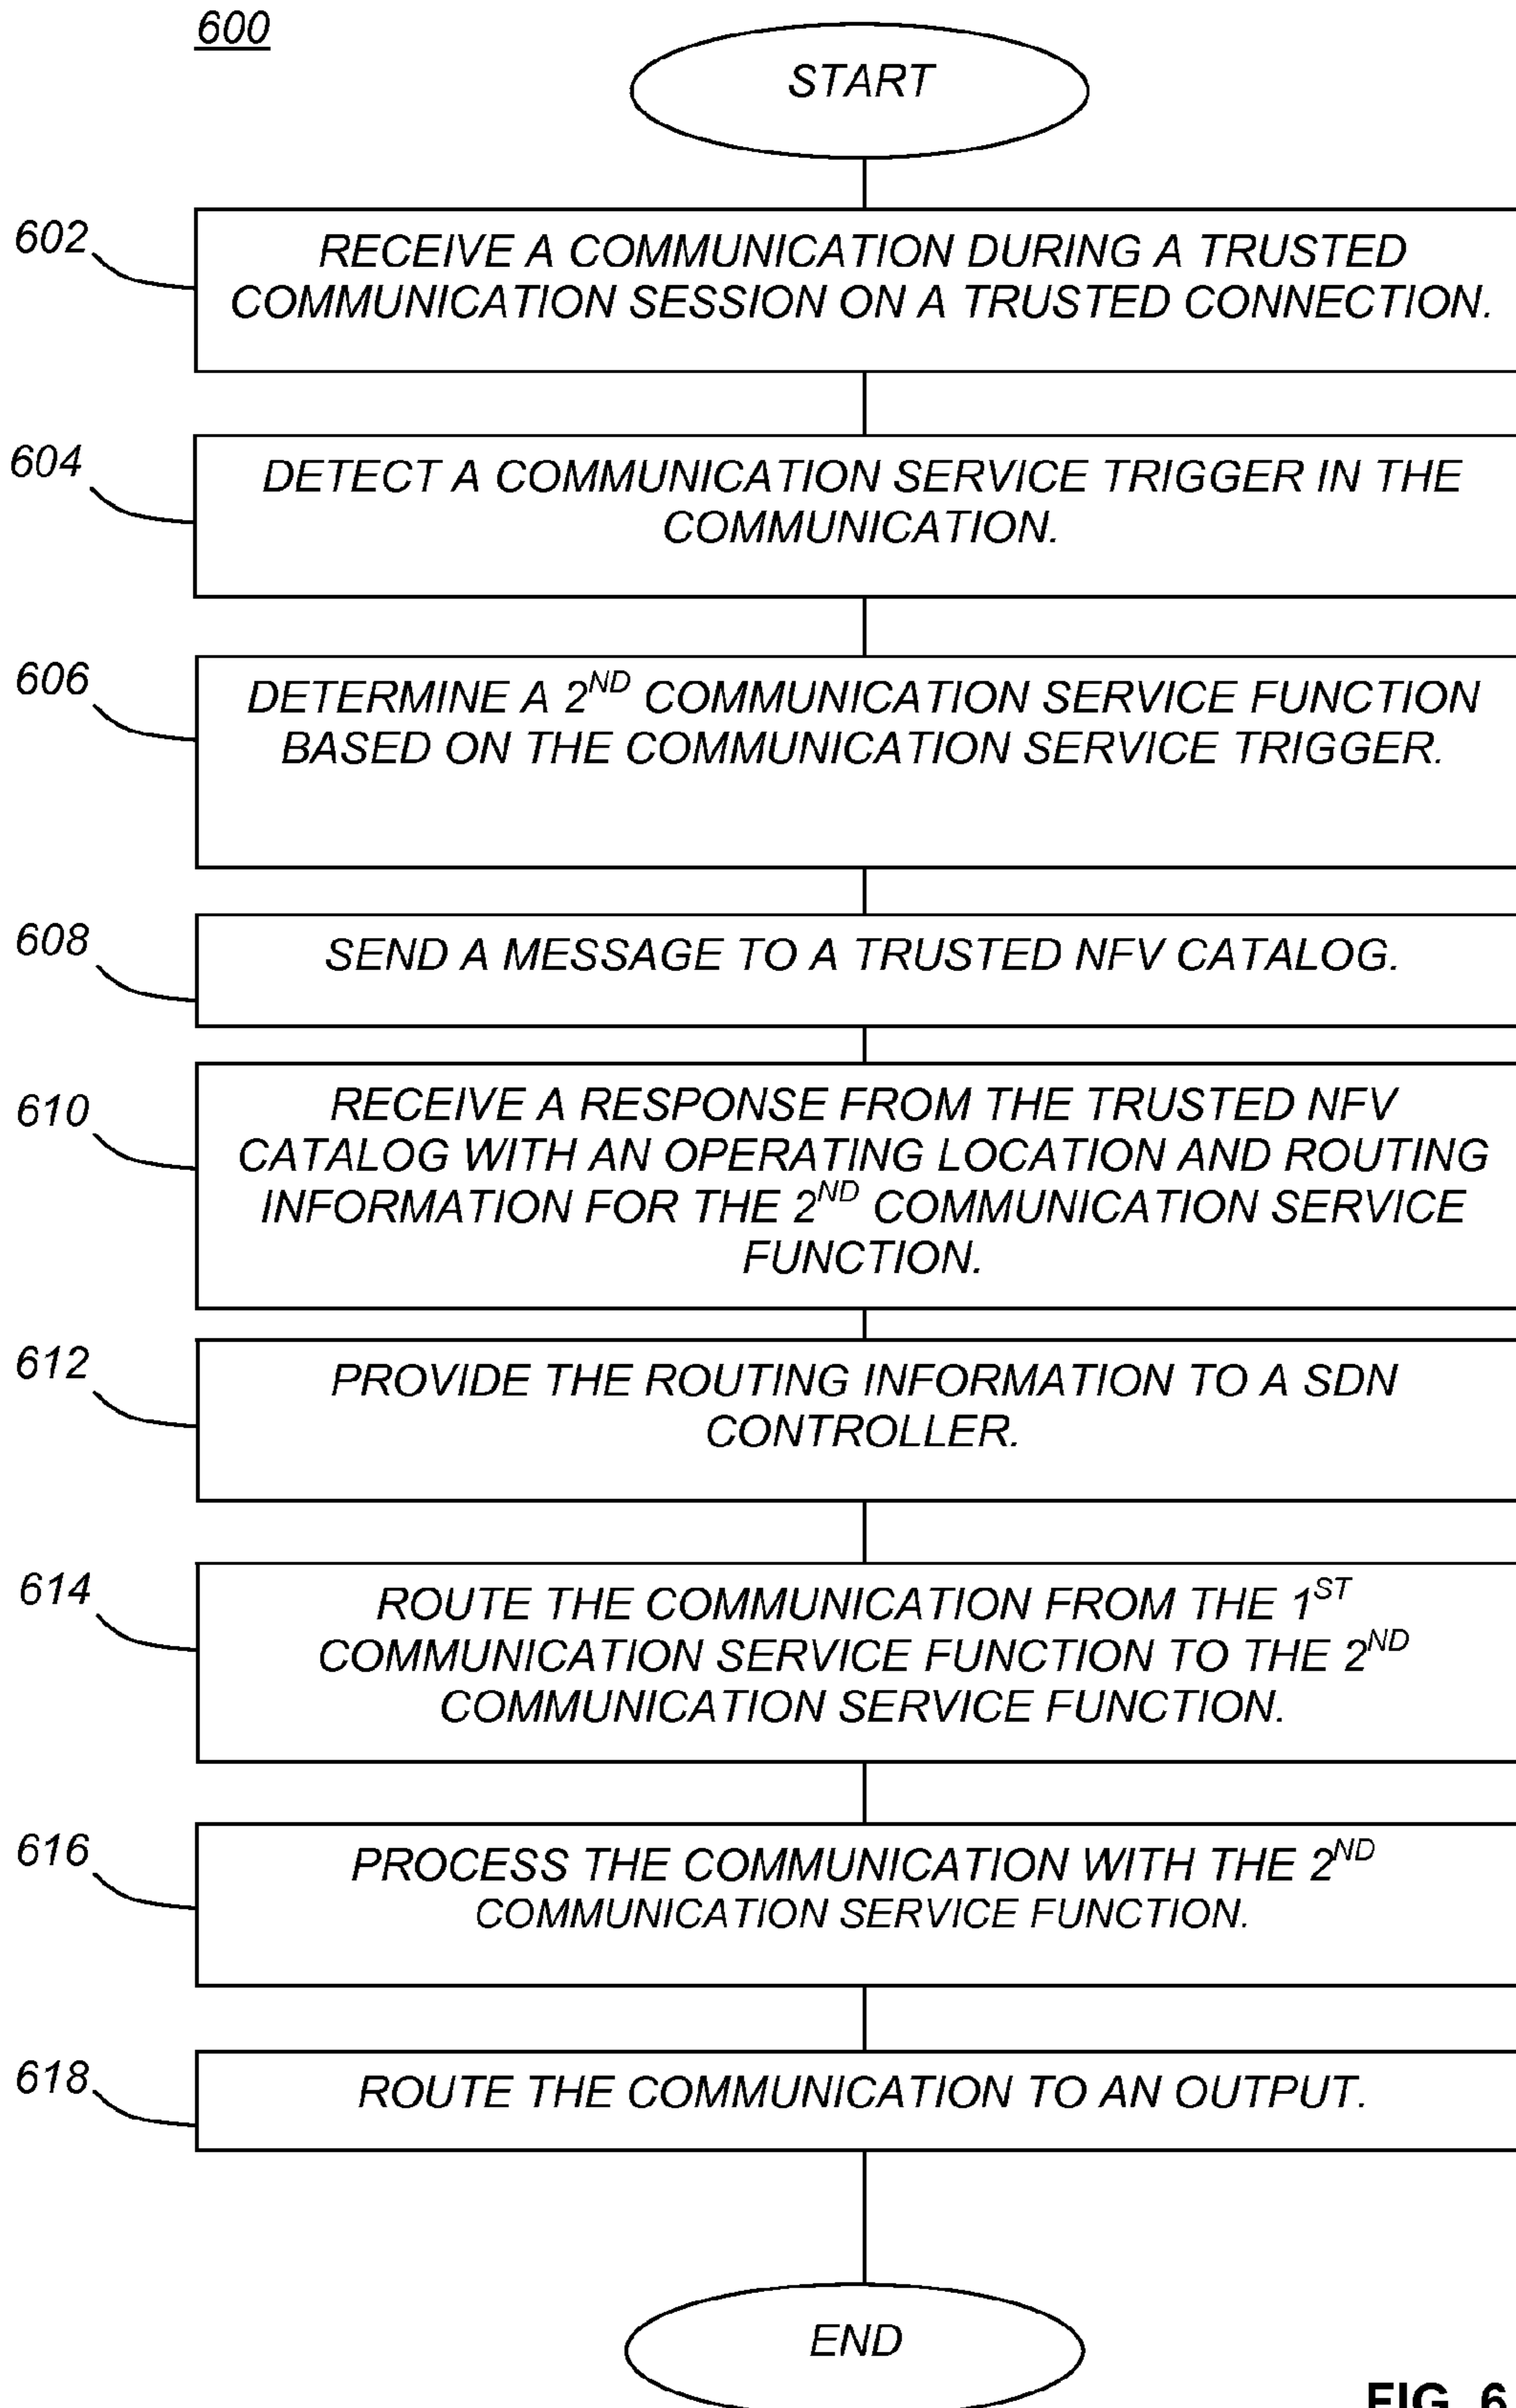 600
START
602
RECEIVE A COMMUNICATION DURING A TRUSTED
COMMUNICATION SESSION ON A TRUSTED CONNECTION.
604
DETECT A COMMUNICATION SERVICE TRIGGER IN THE
COMMUNICATION.
606
DETERMINE A 2ND COMMUNICATION SERVICE FUNCTION
BASED ON THE COMMUNICATION SERVICE TRIGGER.
608
SEND A MESSAGE TO A TRUSTED NFV CATALOG.
610
RECEIVE A RESPONSE FROM THE TRUSTED NFV
CATALOG WITH AN OPERATING LOCATION AND ROUTING
INFORMATION FOR THE 2ND COMMUNICATION SERVICE
FUNCTION.
612
PROVIDE THE ROUTING INFORMATION TO A SDN
CONTROLLER.
614
ROUTE THE COMMUNICATION FROM THE 1ST
COMMUNICATION SERVICE FUNCTION TO THE 2ND
COMMUNICATION SERVICE FUNCTION.
616
PROCESS THE COMMUNICATION WITH THE 2ND
COMMUNICATION SERVICE FUNCTION.
618
ROUTE THE COMMUNICATION TO AN OUTPUT.
END
FIG. 6